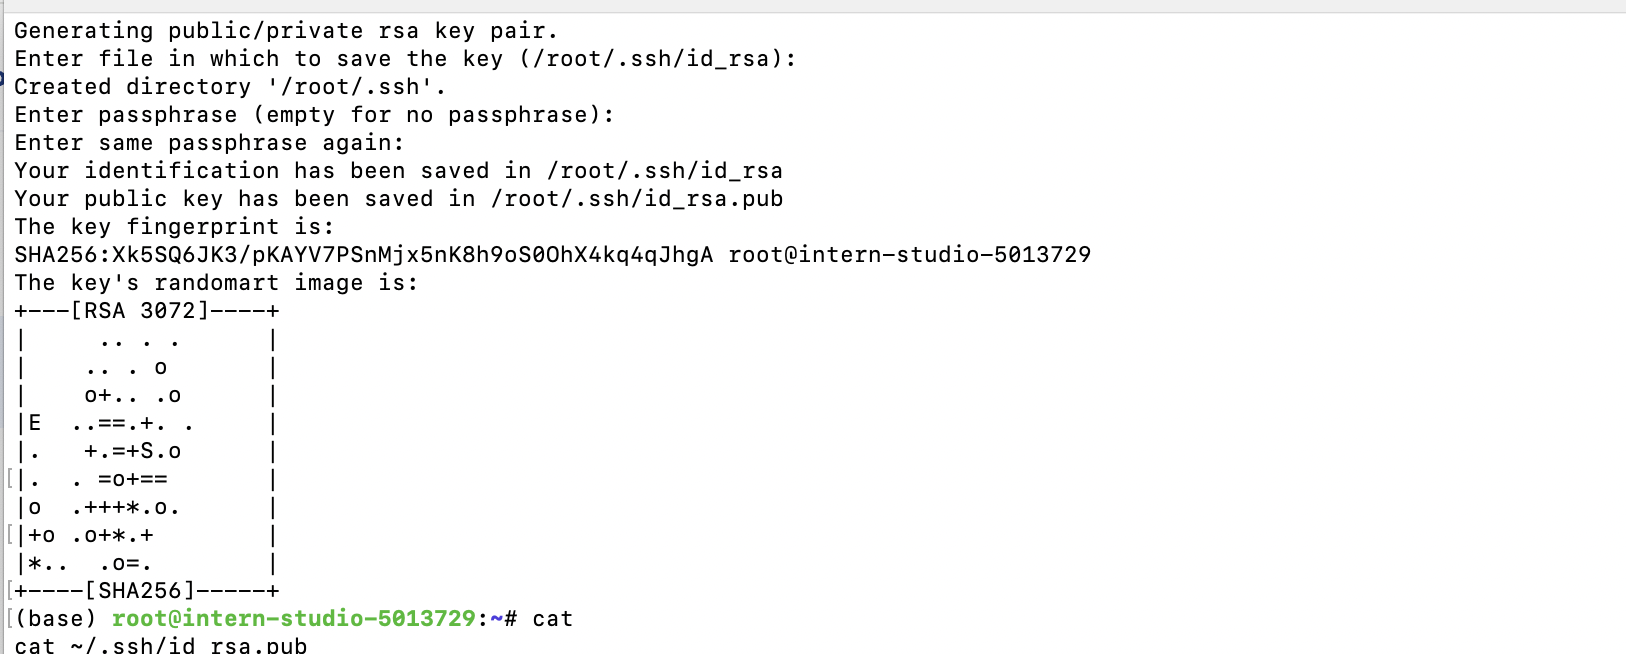 Generating public/private rsa key pair.
Enter file in which to save the key (/root/.ssh/id_rsa):
Created directory '/root/.ssh'.
Enter passphrase (empty for no passphrase):
Enter same passphrase again:
Your identification has been saved in /root/.ssh/id_rsa
Your public key has been saved in /root/.ssh/id_rsa.pub
The key fingerprint is:
SHA256:Xk5SQ6JK3/pKAYV7PSnMjx5nK8h9oS0OhX4kq4qJhgA root@intern-studio-5013729
The key's randomart image is:
+---[RSA 3072]----+
|     .. . .      |
|    .. . o       |
|    o+.. .o      |
|E  ..==.+. .     |
|.   +.=+S.o      |
[|.  . =o+==       |
|o  .+++*.o.      |
[|+o .o+*.+        |
|*..  .o=.        |
[+----[SHA256]-----+
[(base) root@intern-studio-5013729:~# cat
cat ~/.ssh/id_rsa.pub